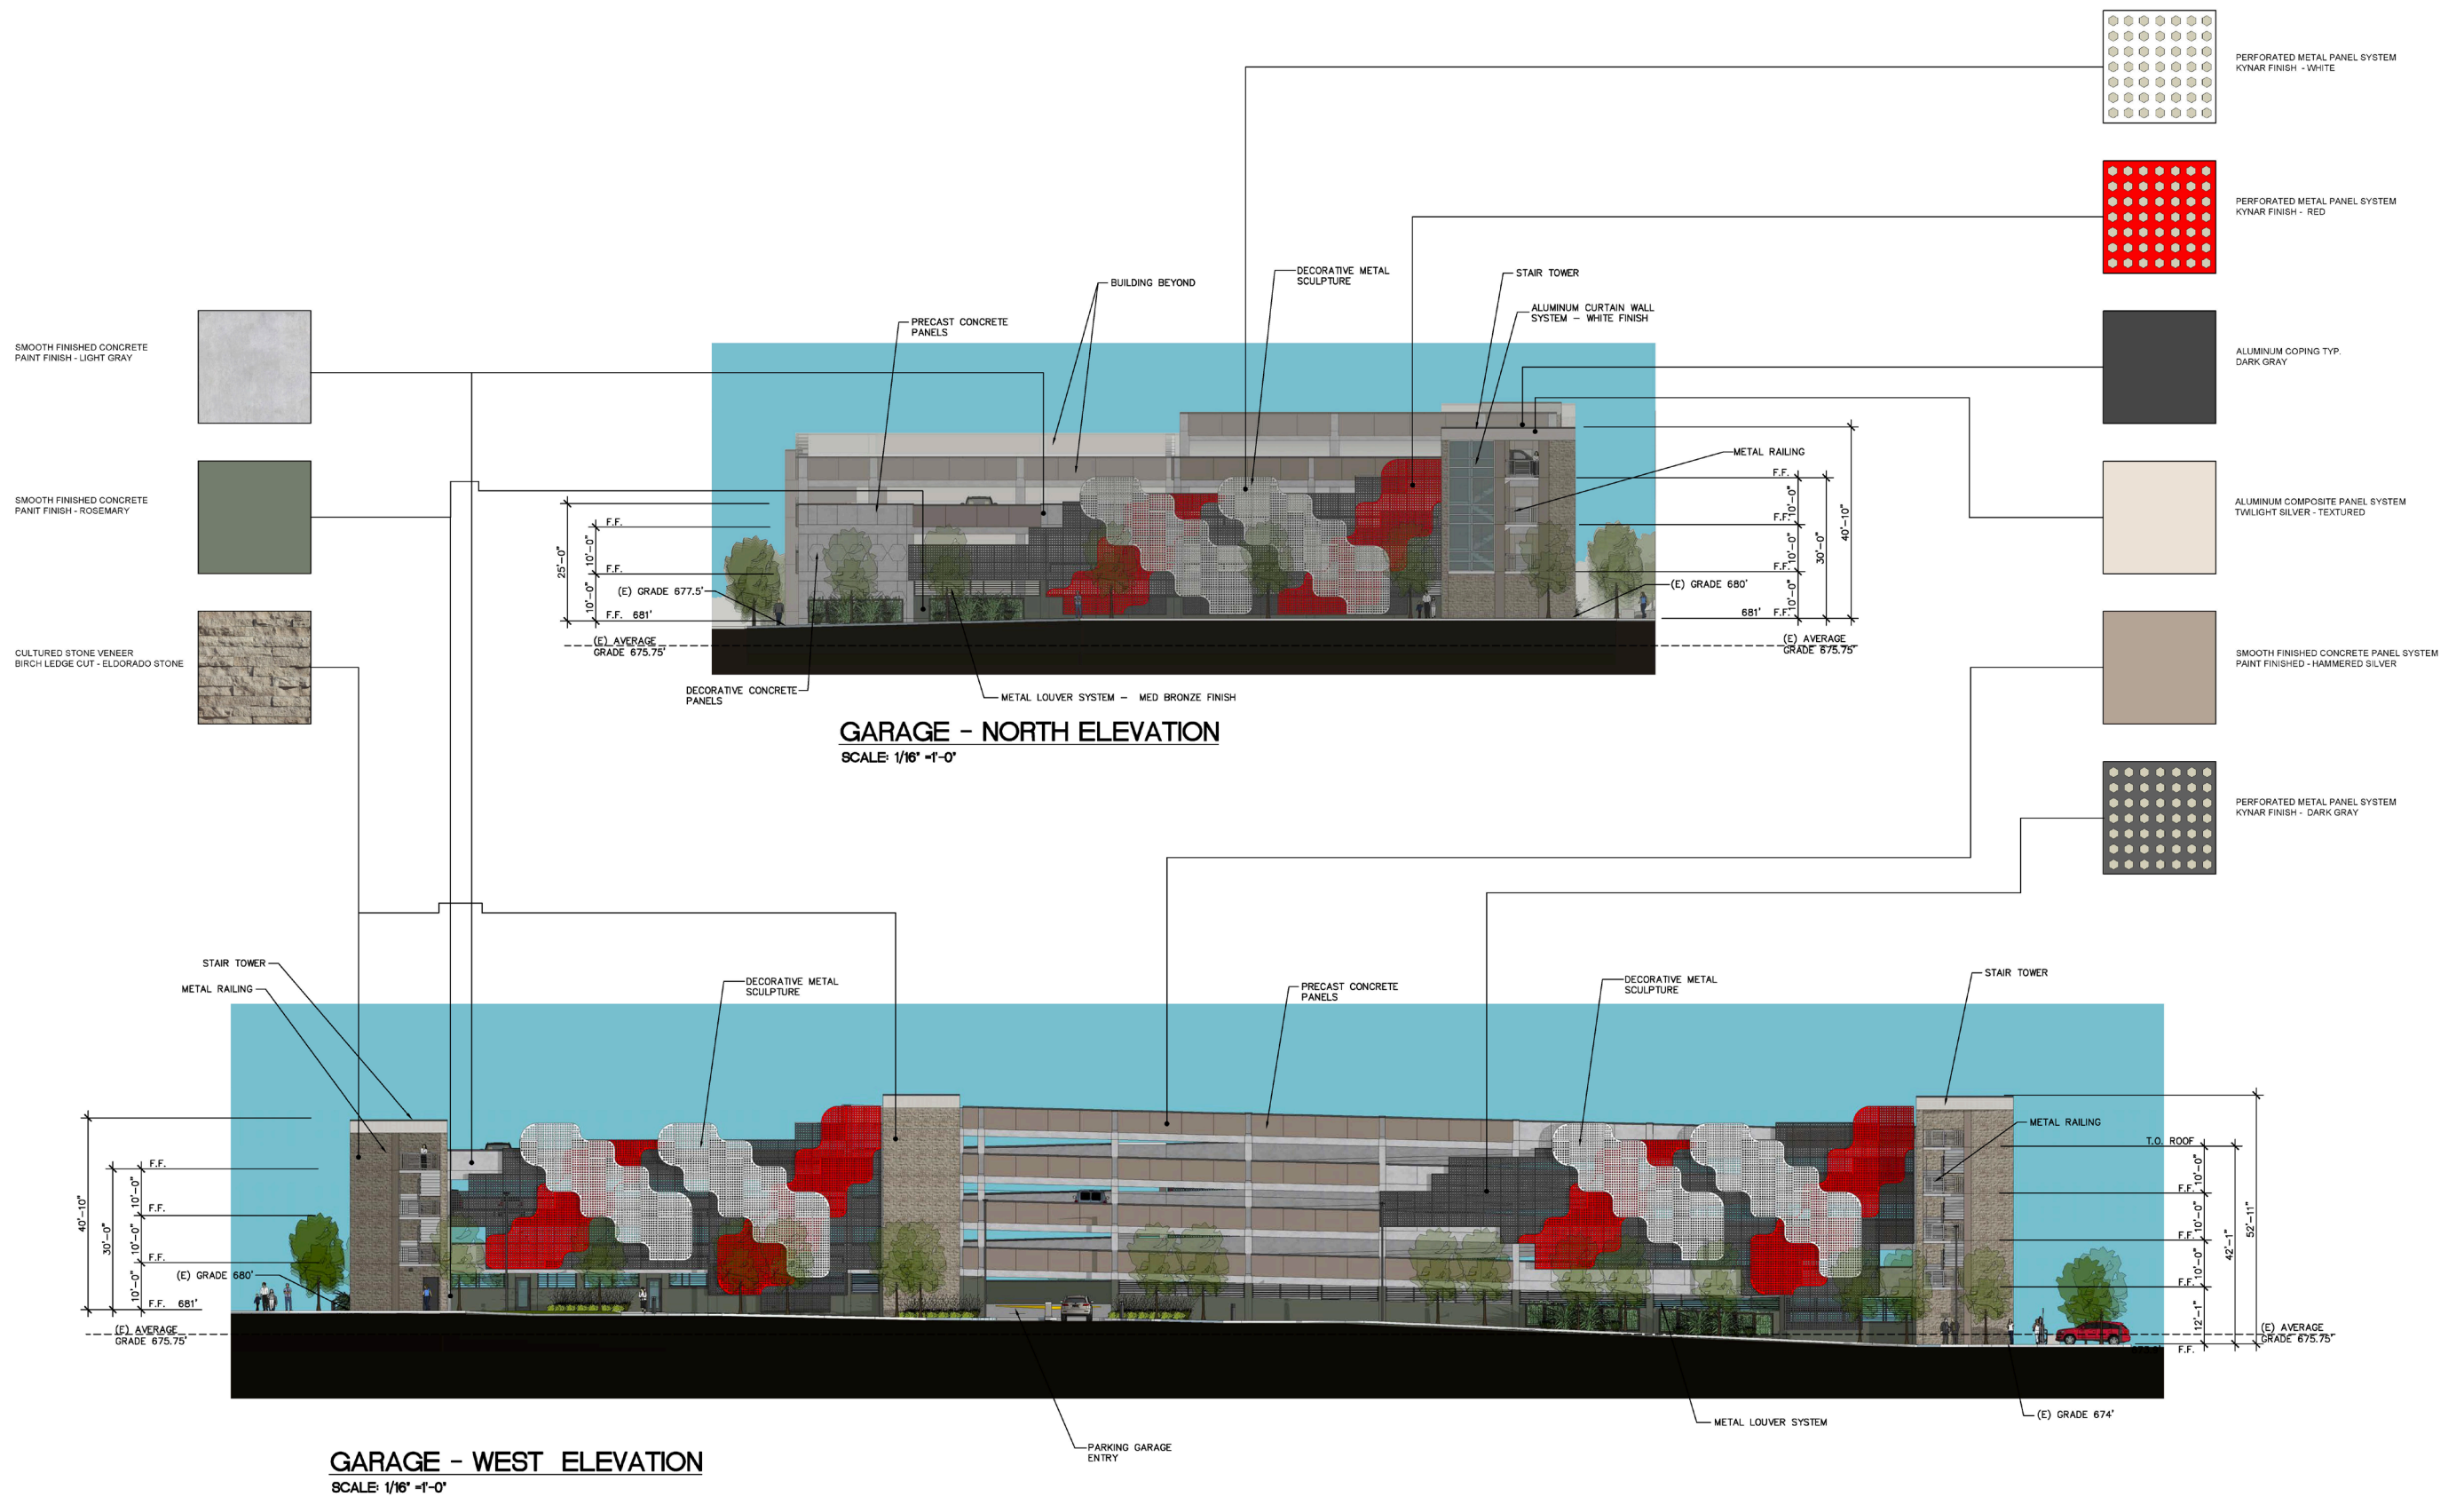 PERFORATED METAL PANEL SYSTEM
KYNAR FINISH - WHITE
PERFORATED METAL PANEL SYSTEM
KYNAR FINISH - RED
ALUMINUM COPING TYP.
DARK GRAY
ALUMINUM COMPOSITE PANEL SYSTEM
TWILIGHT SILVER - TEXTURED
SMOOTH FINISHED CONCRETE PANEL SYSTEM
PAINT FINISHED - HAMMERED SILVER
PERFORATED METAL PANEL SYSTEM
KYNAR FINISH - DARK GRAY
SMOOTH FINISHED CONCRETE
PAINT FINISH - LIGHT GRAY
SMOOTH FINISHED CONCRETE
PANIT FINISH - ROSEMARY
CULTURED STONE VENEER
BIRCH LEDGE CUT - ELDORADO STONE
BUILDING BEYOND
DECORATIVE METAL
SCULPTURE
STAIR TOWER
ALUMINUM CURTAIN WALL
SYSTEM - WHITE FINISH
PRECAST CONCRETE
PANELS
METAL RAILING
25'-0"
10'-0"
10'-0"
F.F.
F.F.
(E) GRADE 677.5'
F.F. 681'
(E) AVERAGE
GRADE 675.75'
F.F.
F.F.
F.F.
10'-0"
10'-0"
10'-0"
30'-0"
40'-10"
(E) GRADE 680'
681' F.F.
(E) AVERAGE
GRADE 675.75'
DECORATIVE CONCRETE
PANELS
METAL LOUVER SYSTEM - MED BRONZE FINISH
GARAGE - NORTH ELEVATION
SCALE: 1/16" =1'-0"
STAIR TOWER
METAL RAILING
DECORATIVE METAL
SCULPTURE
PRECAST CONCRETE
PANELS
DECORATIVE METAL
SCULPTURE
STAIR TOWER
METAL RAILING
40'-10"
30'-0"
10'-0"
10'-0"
10'-0"
F.F.
F.F.
F.F.
(E) GRADE 680'
F.F. 681'
(E) AVERAGE
GRADE 675.75'
T.O. ROOF
F.F.
F.F.
F.F.
10'-0"
10'-0"
10'-0"
12'-1"
42'-1"
52'-11"
(E) AVERAGE
GRADE 675.75'
F.F.
(E) GRADE 674'
METAL LOUVER SYSTEM
PARKING GARAGE
ENTRY
GARAGE - WEST ELEVATION
SCALE: 1/16" =1'-0"